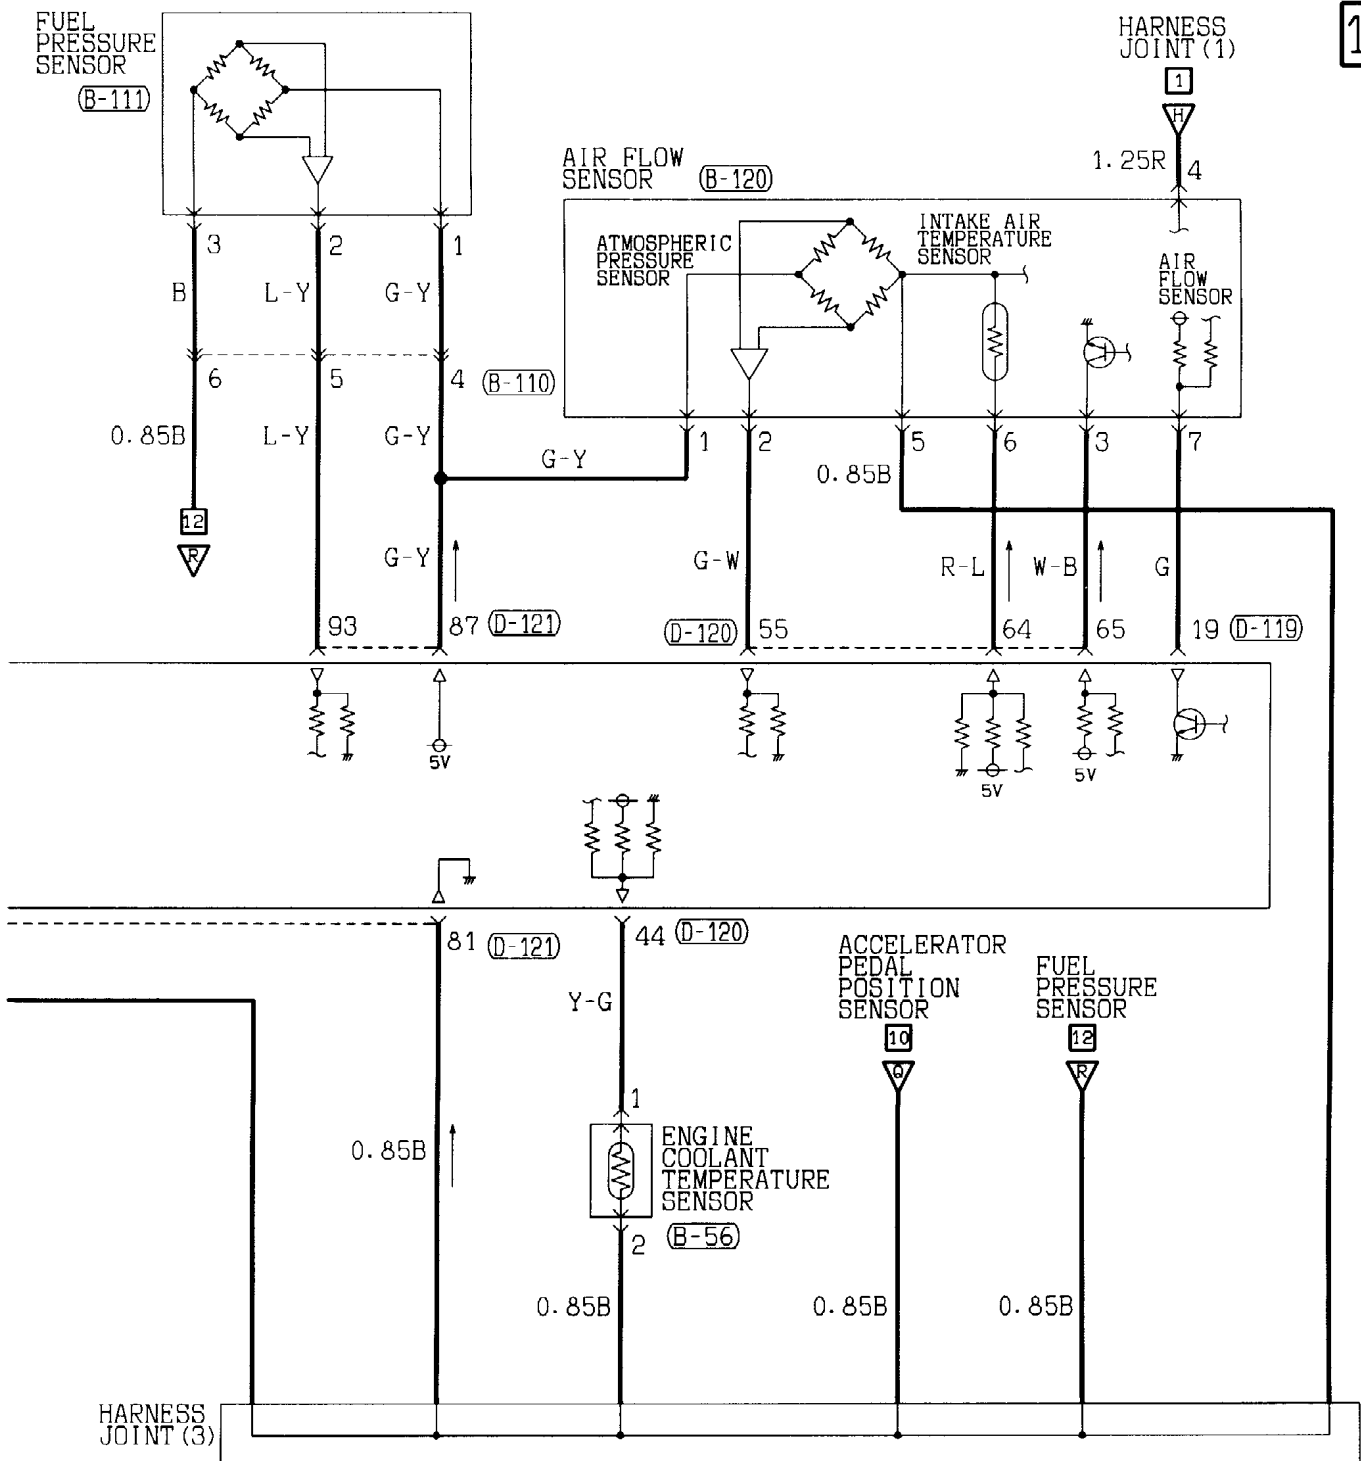 FUEL
PRESSURE
SENSOR
(B-111)
HARNESS
JOINT(1)
1
1
H
1.25R
4
AIR FLOW
SENSOR
(B-120)
ATMOSPHERIC
PRESSURE
SENSOR
INTAKE AIR
TEMPERATURE
SENSOR
AIR
FLOW
SENSOR
3
2
1
B
L-Y
G-Y
6
5
4
(B-110)
0.85B
L-Y
G-Y
G-Y
1
2
5
6
3
7
0.85B
12
R
G-Y
G-W
R-L
W-B
G
93
87
(D-121)
(D-120)
55
64
65
19
(D-119)
5V
5V
5V
81
(D-121)
44
(D-120)
ACCELERATOR
PEDAL
POSITION
SENSOR
FUEL
PRESSURE
SENSOR
Y-G
10
12
Q
R
1
0.85B
ENGINE
COOLANT
TEMPERATURE
SENSOR
2
(B-56)
0.85B
0.85B
0.85B
HARNESS
JOINT(3)